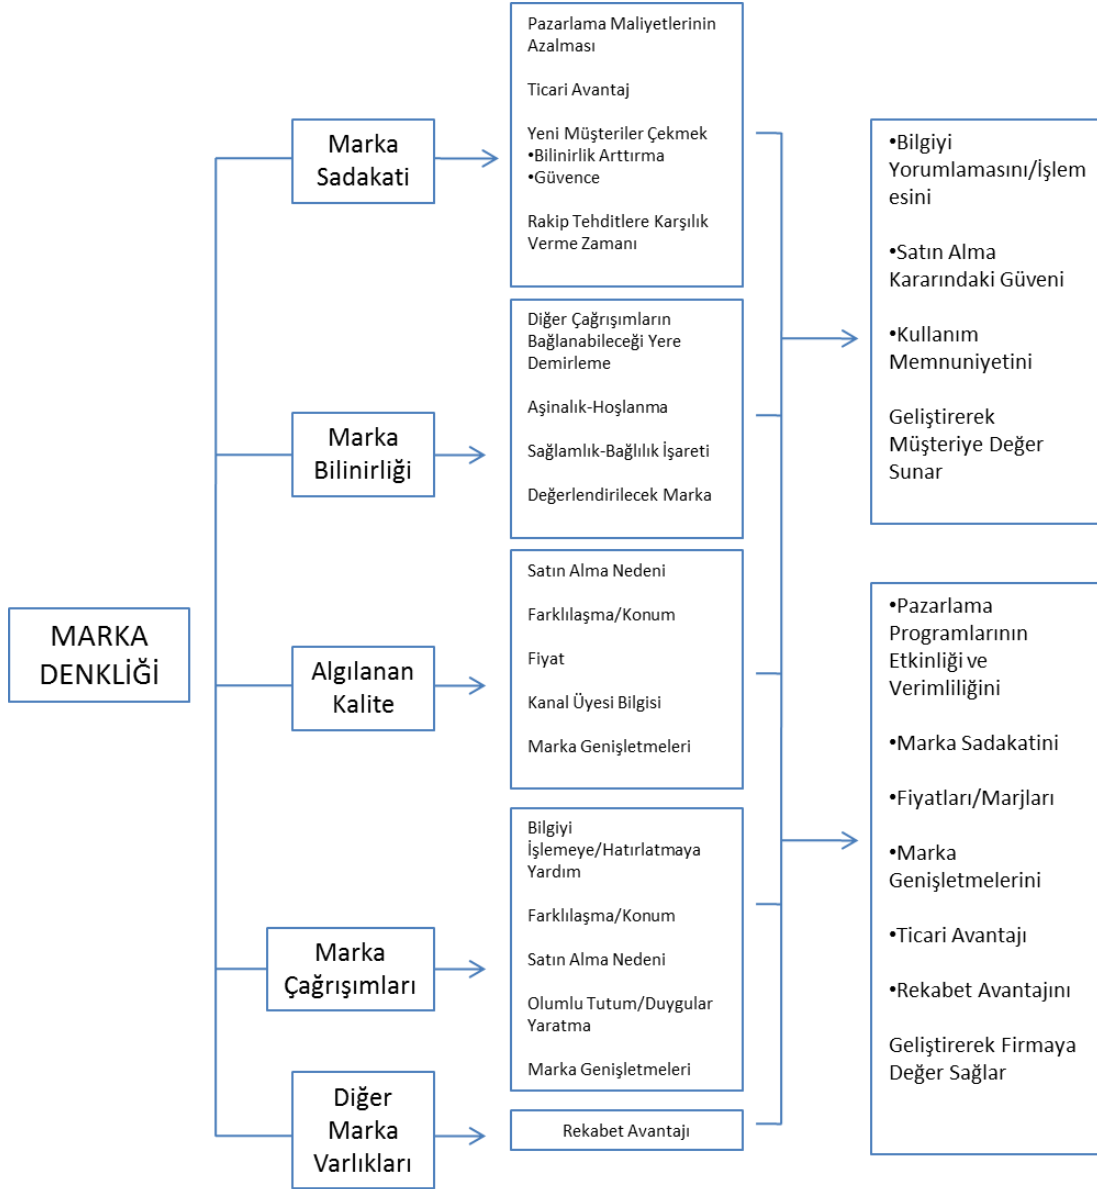 MARKA
DENKLİĞİ
Marka
Sadakati
Pazarlama Maliyetlerinin
Azalması
Ticari Avantaj
Yeni Müşteriler Çekmek
•Bilinirlik Arttırma
•Güvence
Rakip Tehditlere Karşılık
Verme Zamanı
Marka
Bilinirliği
Diğer Çağrışımların
Bağlanabileceği Yere
Demirleme
Aşinalık-Hoşlanma
Sağlamlık-Bağlılık İşareti
Değerlendirilecek Marka
Algılanan
Kalite
Satın Alma Nedeni
Farklılaşma/Konum
Fiyat
Kanal Üyesi Bilgisi
Marka Genişletmeleri
Marka
Çağrışımları
Bilgiyi
İşlemeye/Hatırlatmaya
Yardım
Farklılaşma/Konum
Satın Alma Nedeni
Olumlu Tutum/Duygular
Yaratma
Marka Genişletmeleri
Diğer
Marka
Varlıkları
Rekabet Avantajı
•Bilgiyi
Yorumlamasını/İşlem
esini
•Satın Alma
Kararındaki Güveni
•Kullanım
Memnuniyetini
Geliştirerek
Müşteriye Değer
Sunar
•Pazarlama
Programlarının
Etkinliği ve
Verimliliğini
•Marka Sadakatini
•Fiyatları/Marjları
•Marka
Genişletmelerini
•Ticari Avantajı
•Rekabet Avantajını
Geliştirerek Firmaya
Değer Sağlar